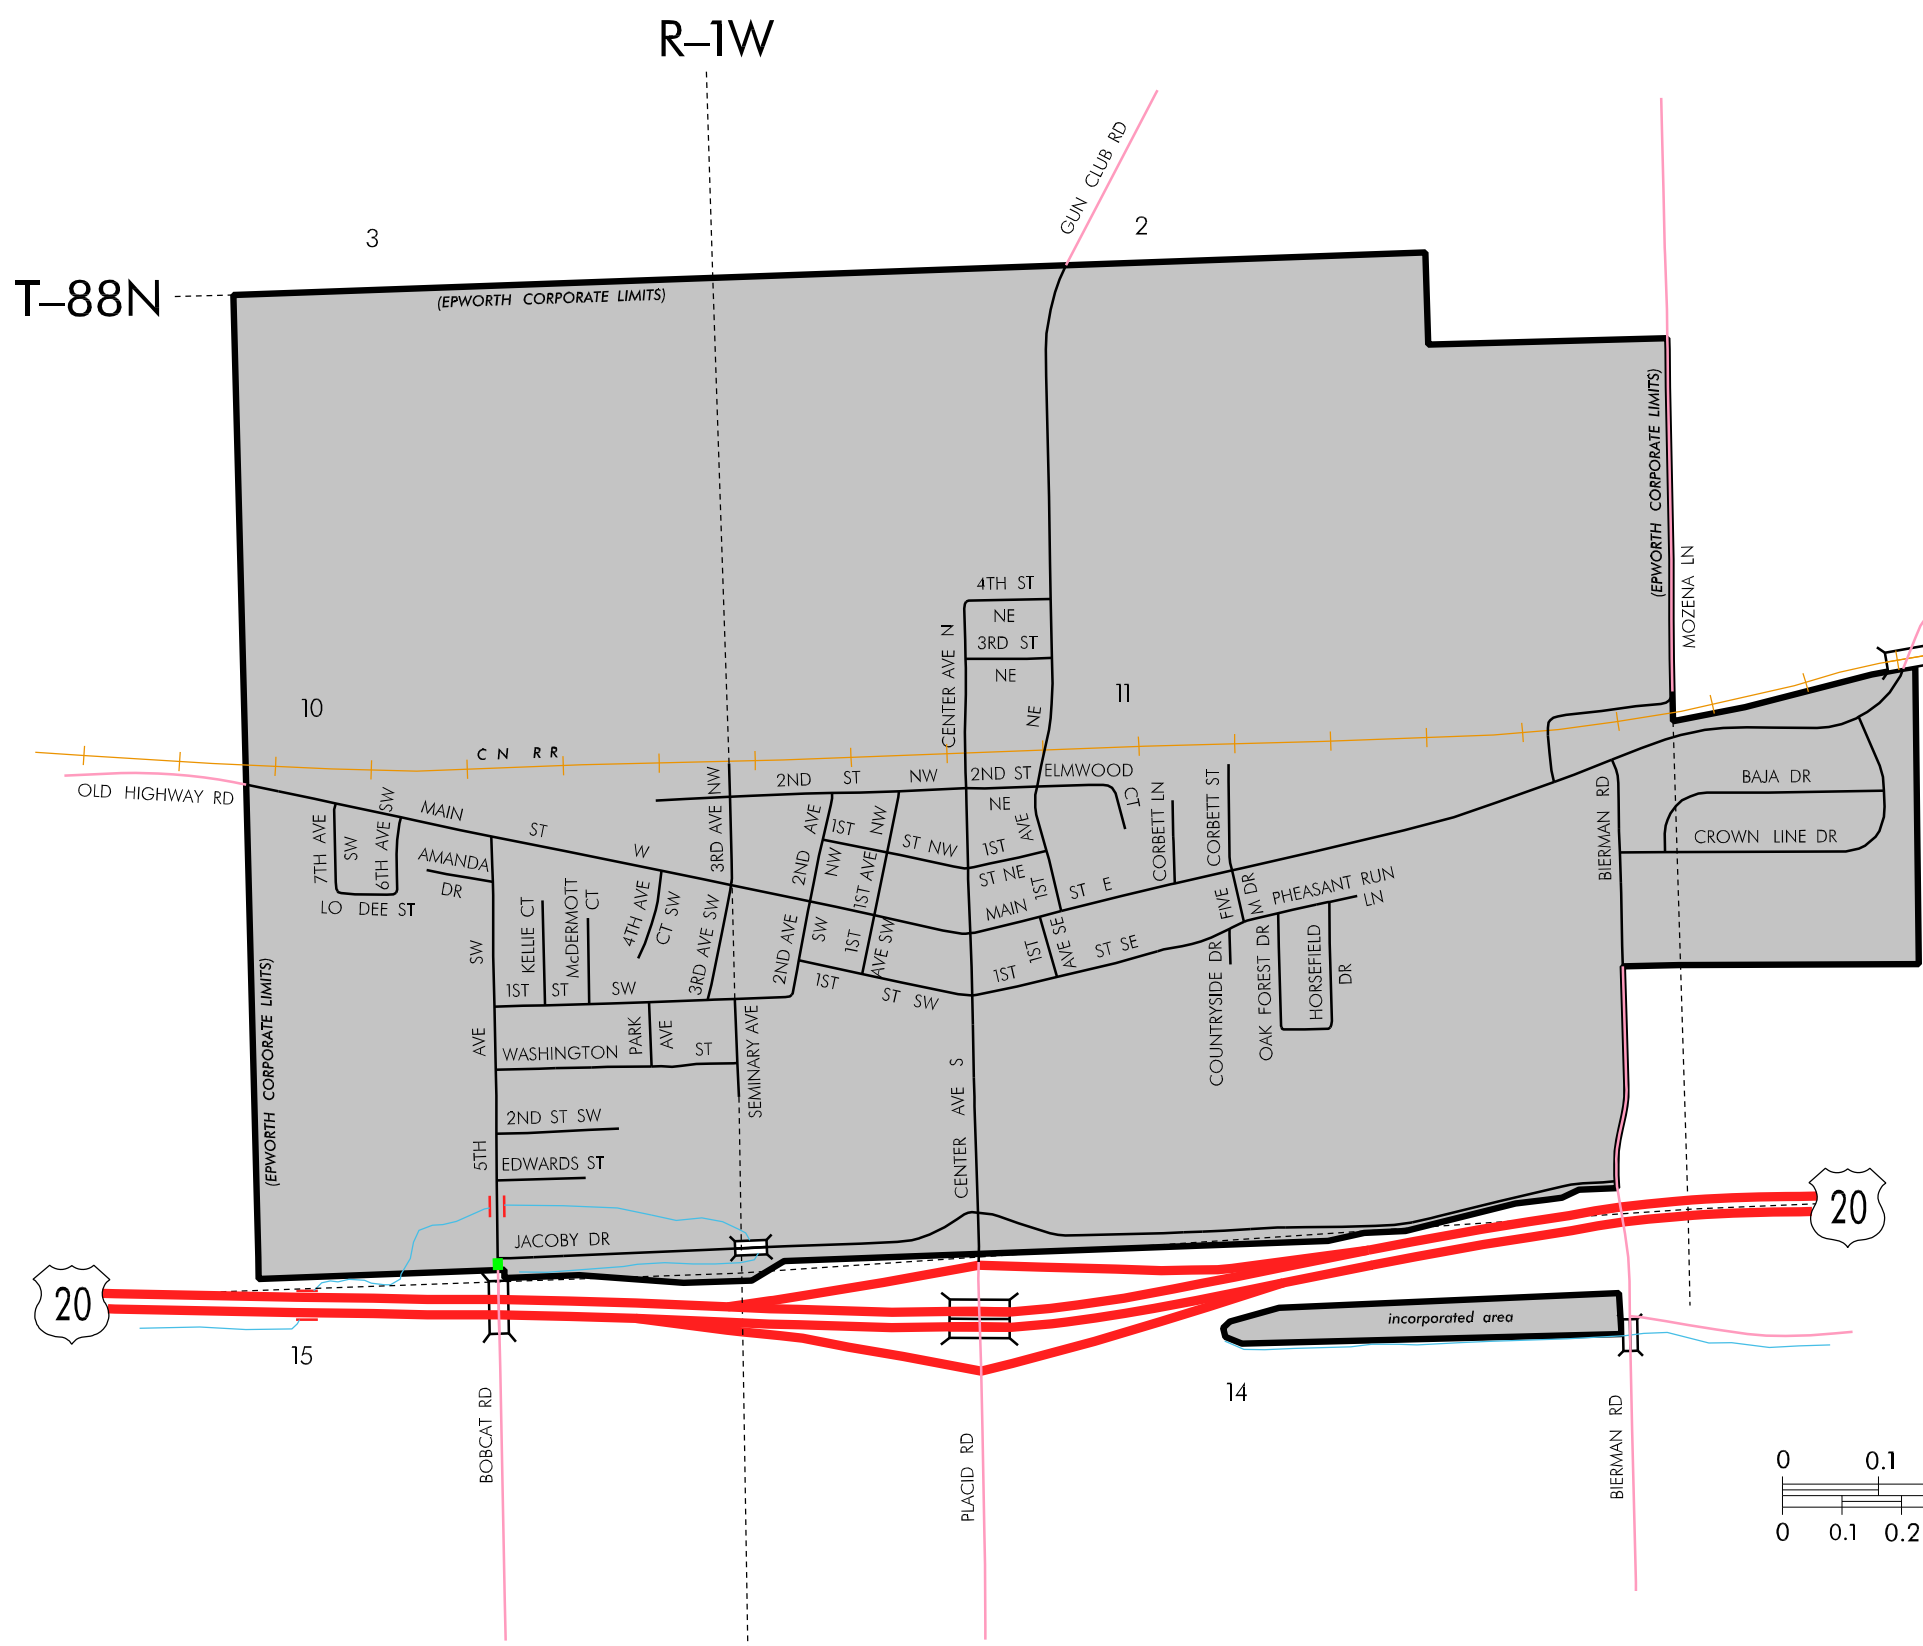 R–1W
GUN CLUB RD
3
2
T–88N
(EPWORTH CORPORATE LIMITS)
(EPWORTH CORPORATE LIMITS)
MOZENA LN
4TH ST
NE
3RD ST
NE
CENTER AVE N
NE
10
11
C N RR
OLD HIGHWAY RD
MAIN
ST
W
7TH AVE
SW
6TH AVE SW
LO DEE ST
AMANDA
DR
3RD AVE NW
2ND ST NW
2ND ST
NE
ELMWOOD
CT
2ND AVE
NW
1ST
ST NW
1ST AVE
NW
1ST
ST NE
1ST
AVE
MAIN
ST E
CORBETT LN
CORBETT ST
BIERMAN RD
BAJA DR
CROWN LINE DR
KELLIE CT
McDERMOTT
CT
4TH AVE
CT SW
3RD AVE SW
2ND AVE
SW
1ST
AVE SW
1ST
ST SW
1ST
ST SE
1ST
AVE SE
FIVE
M DR
PHEASANT RUN
LN
COUNTRYSIDE DR
OAK FOREST DR
HORSEFIELD
DR
1ST ST SW
5TH
AVE
SW
PARK
AVE
WASHINGTON
ST
SEMINARY AVE
CENTER AVE S
2ND ST SW
EDWARDS ST
JACOBY DR
(EPWORTH CORPORATE LIMITS)
20
20
incorporated area
15
14
BOBCAT RD
PLACID RD
BIERMAN RD
0 0.1
0 0.1 0.2